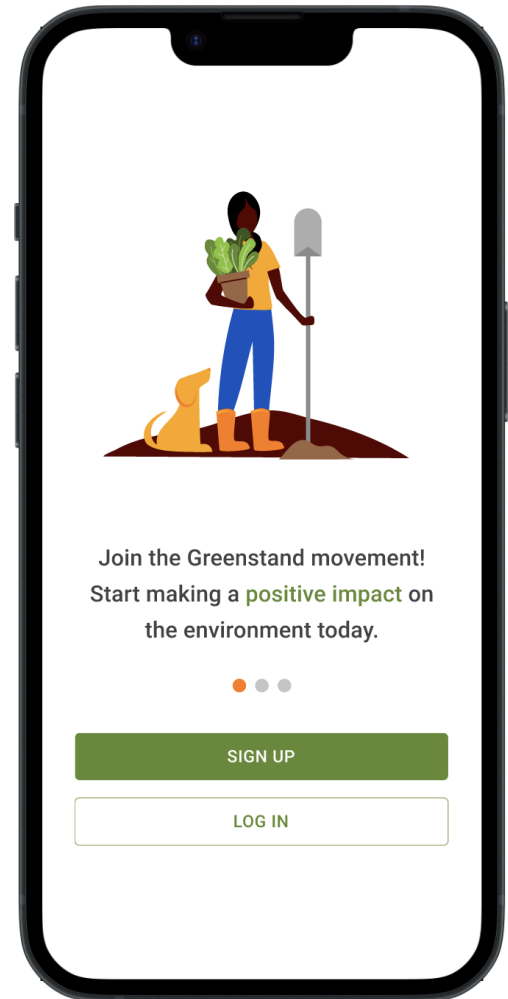 Join the Greenstand movement!
Start making a positive impact on
the environment today.
SIGN UP
LOG IN